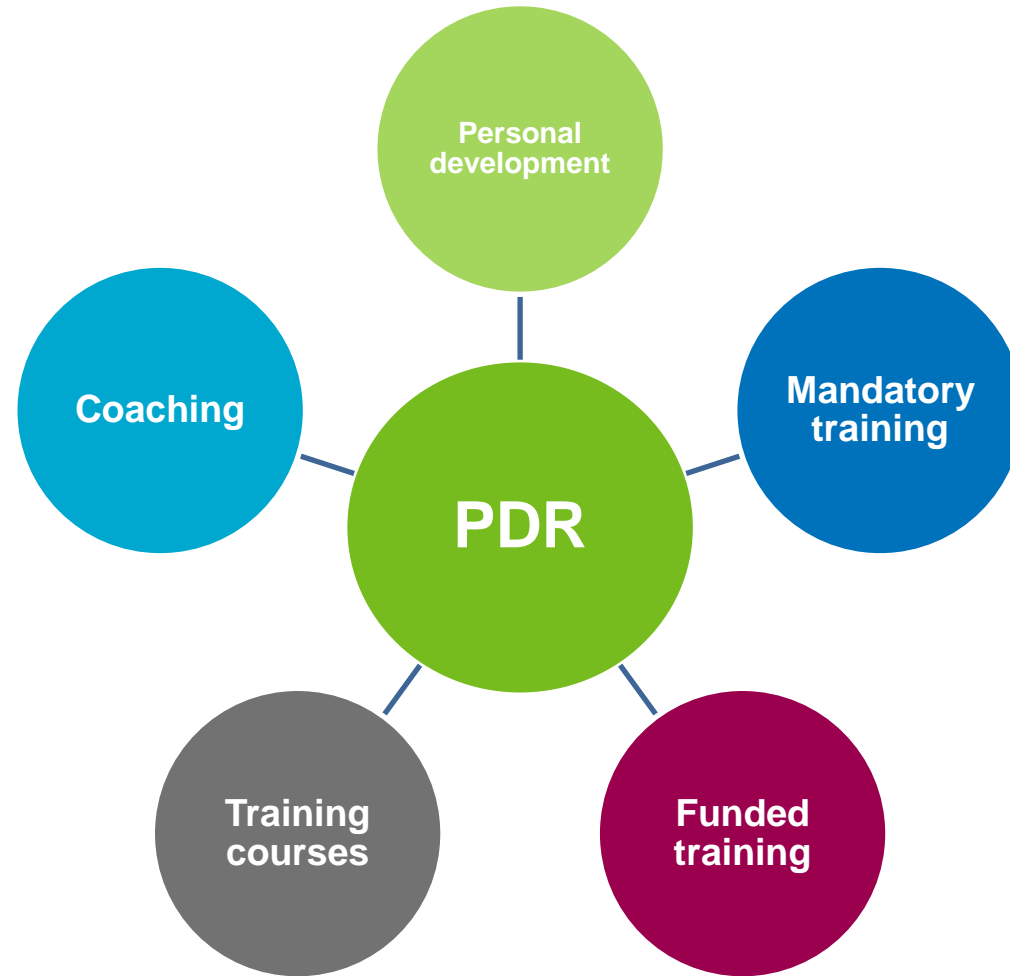 Personal
development
Coaching
Mandatory
training
PDR
Training
courses
Funded
training